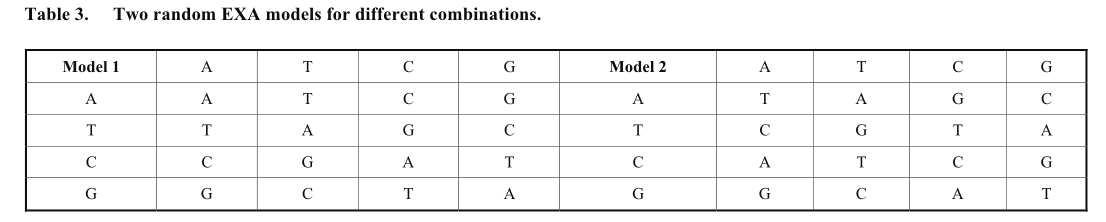 Table 3. Two random EXA models for different combinations.
Model 1 A T C G Model 2 A T C G
A A T C G A T A G C
T T A G C T C G T A
C C G A T C A T C G
G G C T A G G C A T